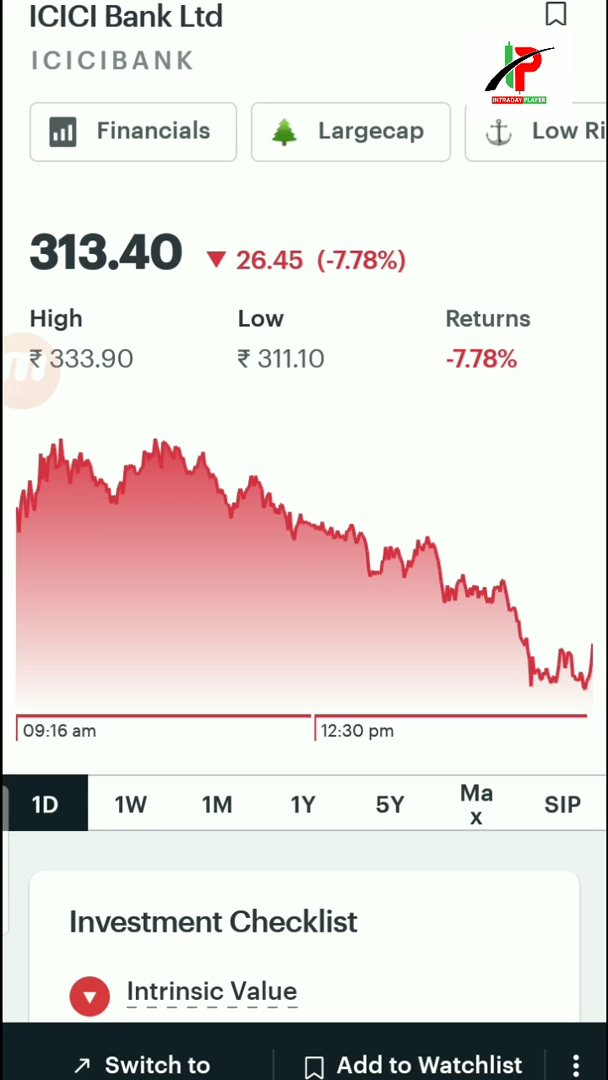 ICICI Bank Ltd
ICICIBANK
INTRADAY PLAYER
Financials
Largecap
Low Ri
313.40 ▼ 26.45 (-7.78%)
High Low Returns
₹ 333.90 ₹ 311.10 -7.78%
m
09:16 am 12:30 pm
1D 1W 1M 1Y 5Y Ma
x SIP
Investment Checklist
Intrinsic Value
Switch to Add to Watchlist